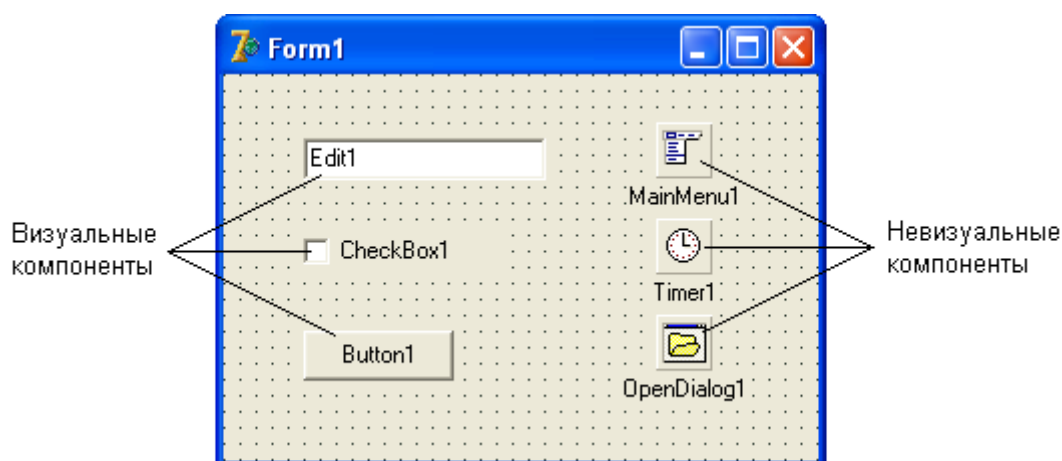 Form1
Edit1
MainMenu1
Визуальные
компоненты
CheckBox1
Невизуальные
компоненты
Timer1
Button1
OpenDialog1